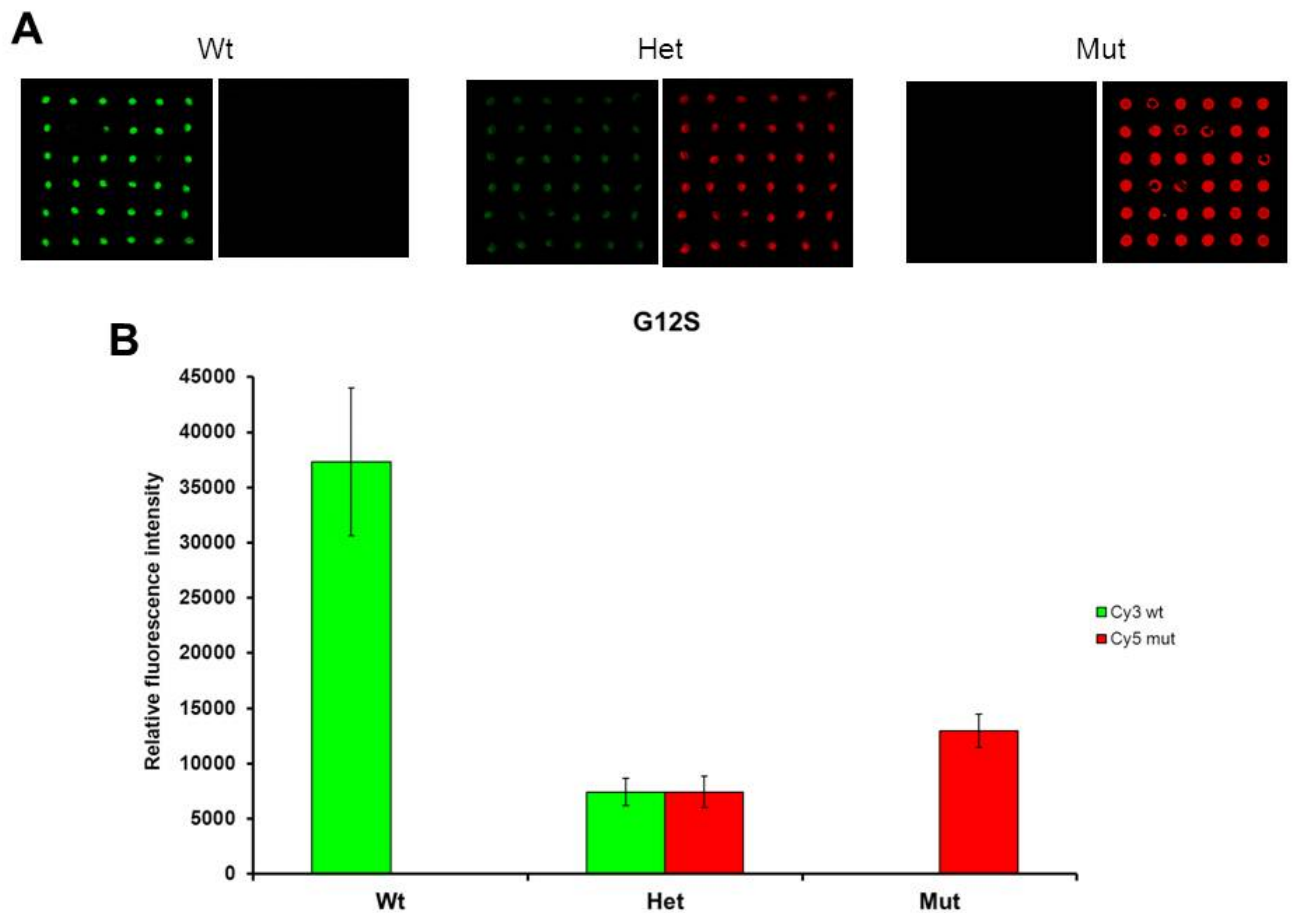 A
Wt
Het
Mut
B
G12S
45000
40000
35000
30000
25000
20000
15000
10000
5000
0
Relative fluorescence intensity
Wt
Het
Mut
Cy3 wt
Cy5 mut